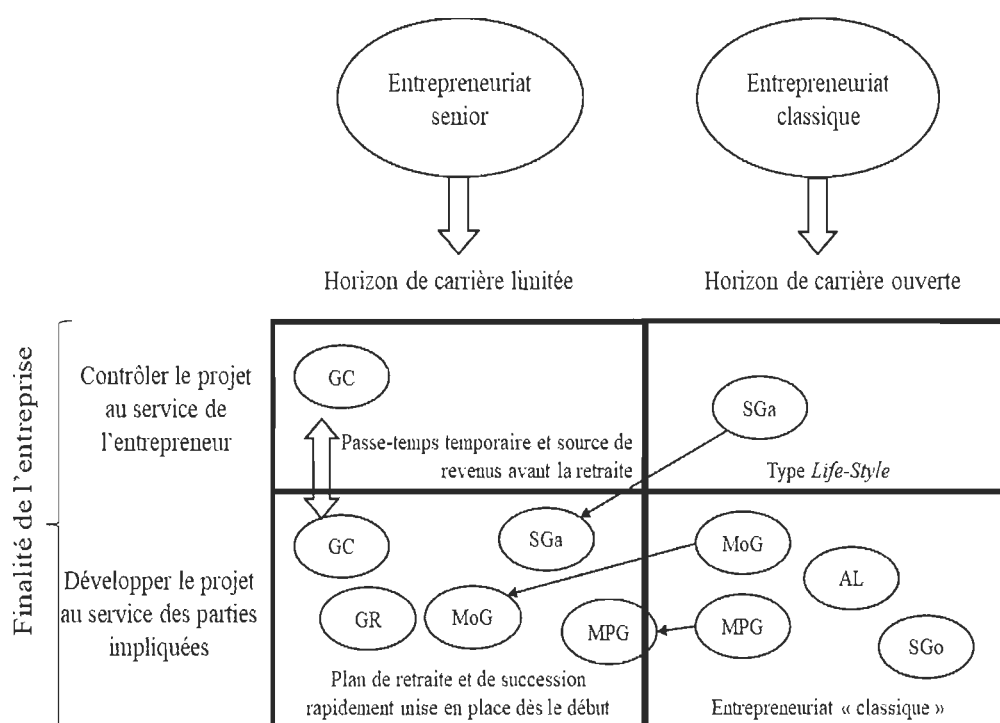 Entrepreneuriat
senior
Entrepreneuriat
classique
Horizon de carrière limitée
Horizon de carrière ouverte
Finalité de l'entreprise
Contrôler le projet
au service de
l'entrepreneur
GC
Passe-temps temporaire et source de
revenus avant la retraite
SGa
Type Life-Style
Développer le projet
au service des parties
impliquées
GC
SGa
GR
MoG
MPG
Plan de retraite et de succession
rapidement mise en place dès le début
MoG
AL
MPG
SGo
Entrepreneuriat « classique »